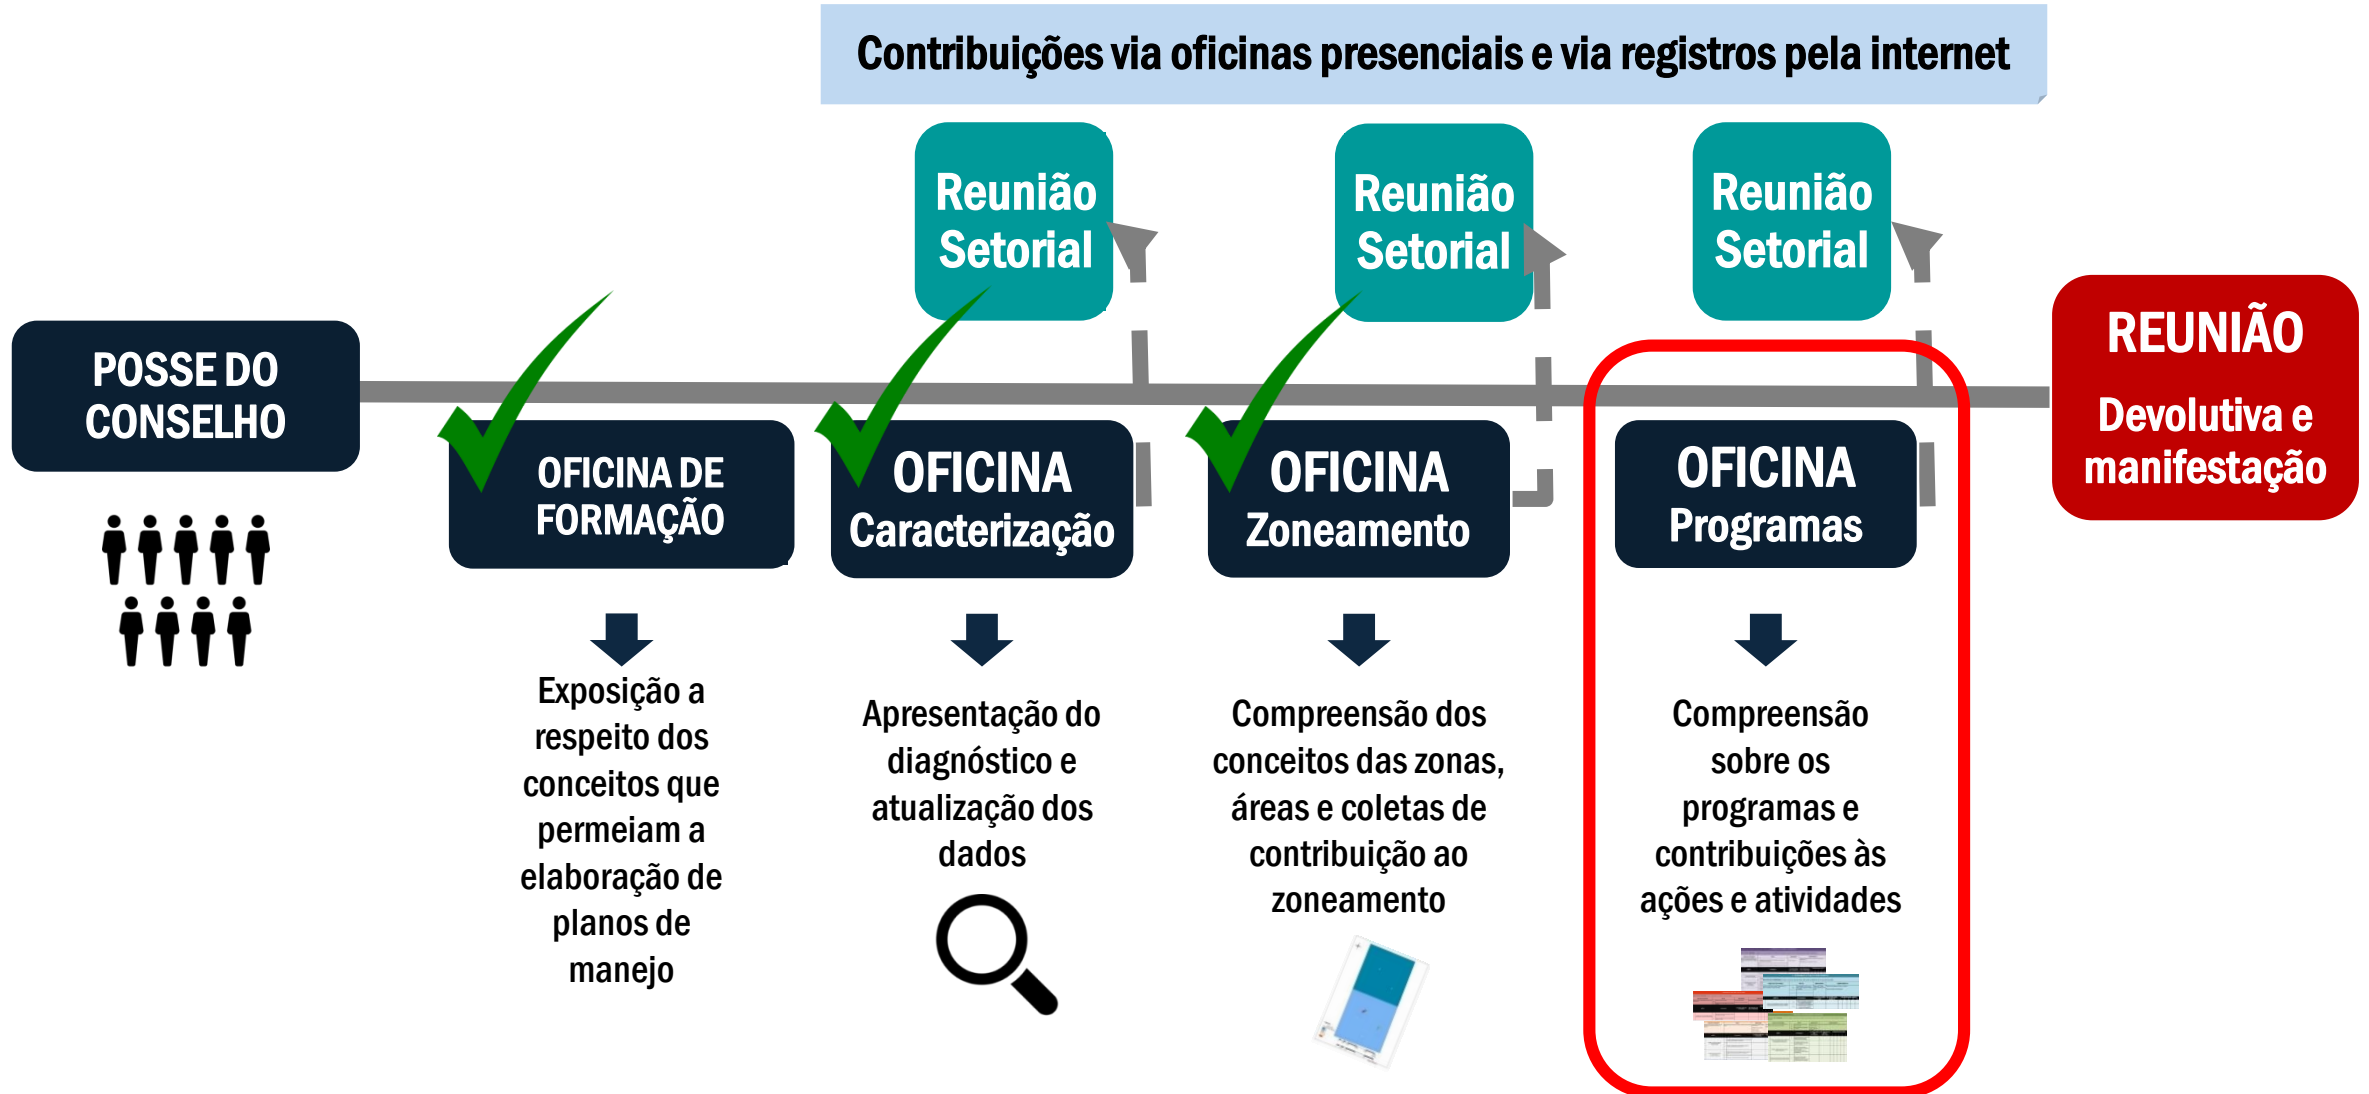 Contribuições via oficinas presenciais e via registros pela internet
Reunião
Setorial
Reunião
Setorial
Reunião
Setorial
POSSE DO
CONSELHO
OFICINA DE
FORMAÇÃO
OFICINA
Caracterização
OFICINA
Zoneamento
OFICINA
Programas
REUNIÃO
Devolutiva e
manifestação
Exposição a
respeito dos
conceitos que
permeiam a
elaboração de
planos de
manejo
Apresentação do
diagnóstico e
atualização dos
dados
Compreensão dos
conceitos das zonas,
áreas e coletas de
contribuição ao
zoneamento
Compreensão
sobre os
programas e
contribuições às
ações e atividades